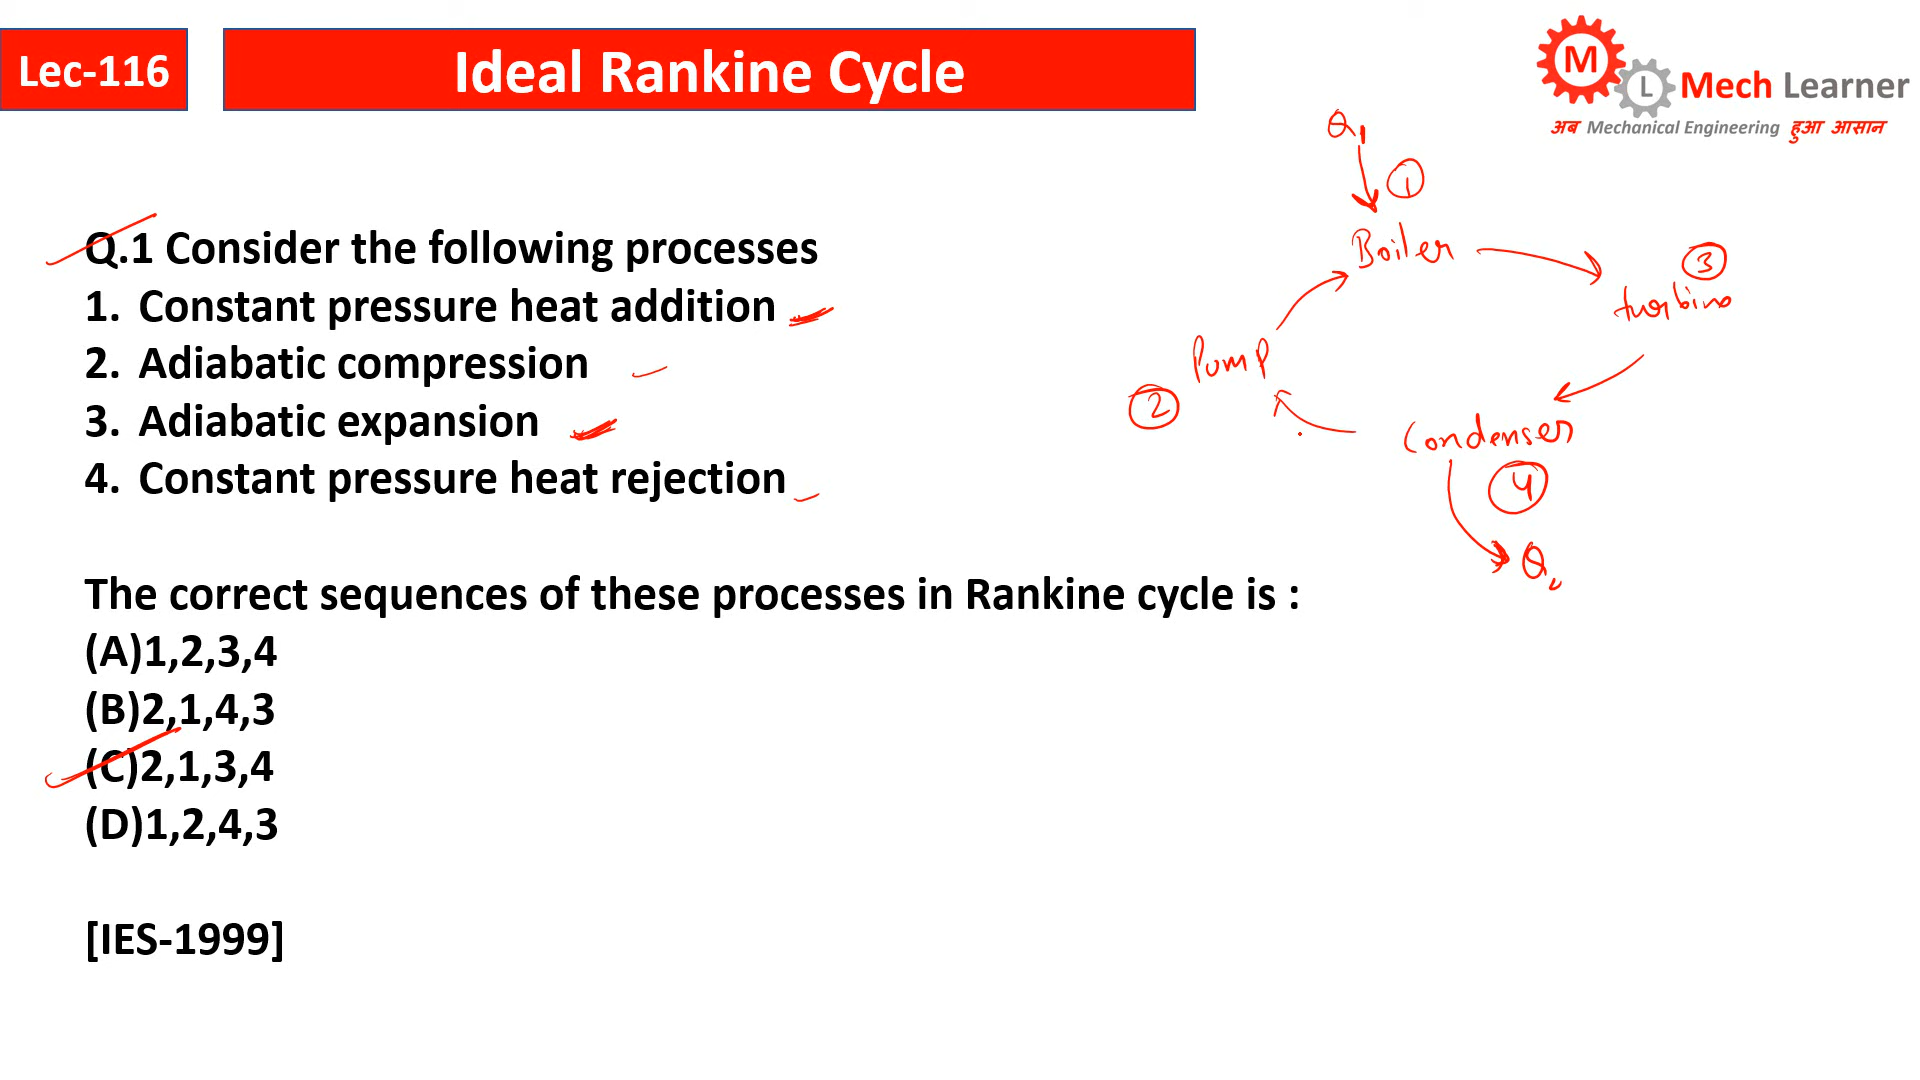 Lec-116
Ideal Rankine Cycle
M
L
Mech Learner
अब Mechanical Engineering हुआ आसान
Q.1 Consider the following processes
1. Constant pressure heat addition
2. Adiabatic compression
3. Adiabatic expansion
4. Constant pressure heat rejection
The correct sequences of these processes in Rankine cycle is :
(A)1,2,3,4
(B)2,1,4,3
(C)2,1,3,4
(D)1,2,4,3
[IES-1999]
Q1
1
Boiler
3
turbine
Pump
2
Condenser
4
Q